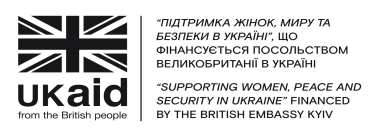 UKaid
from the British people
“ПІДТРИМКА ЖІНОК, МИРУ ТА
БЕЗПЕКИ В УКРАЇНІ”, ЩО
ФІНАНСУЄТЬСЯ ПОСОЛЬСТВОМ
ВЕЛИКОБРИТАНІЇ В УКРАЇНІ
“SUPPORTING WOMEN, PEACE AND
SECURITY IN UKRAINE” FINANCED
BY THE BRITISH EMBASSY KYIV